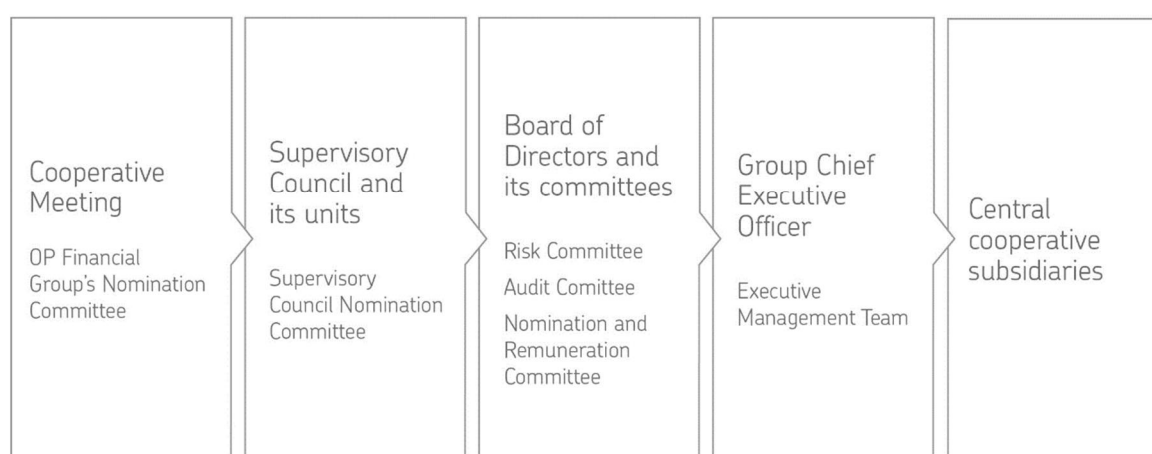 Cooperative
Meeting
OP Financial
Group's Nomination
Committee
Supervisory
Council and
its units
Supervisory
Council Nomination
Committee
Board of
Directors and
its committees
Risk Committee
Audit Comittee
Nomination and
Remuneration
Committee
Group Chief
Executive
Officer
Executive
Management Team
Central
cooperative
subsidiaries